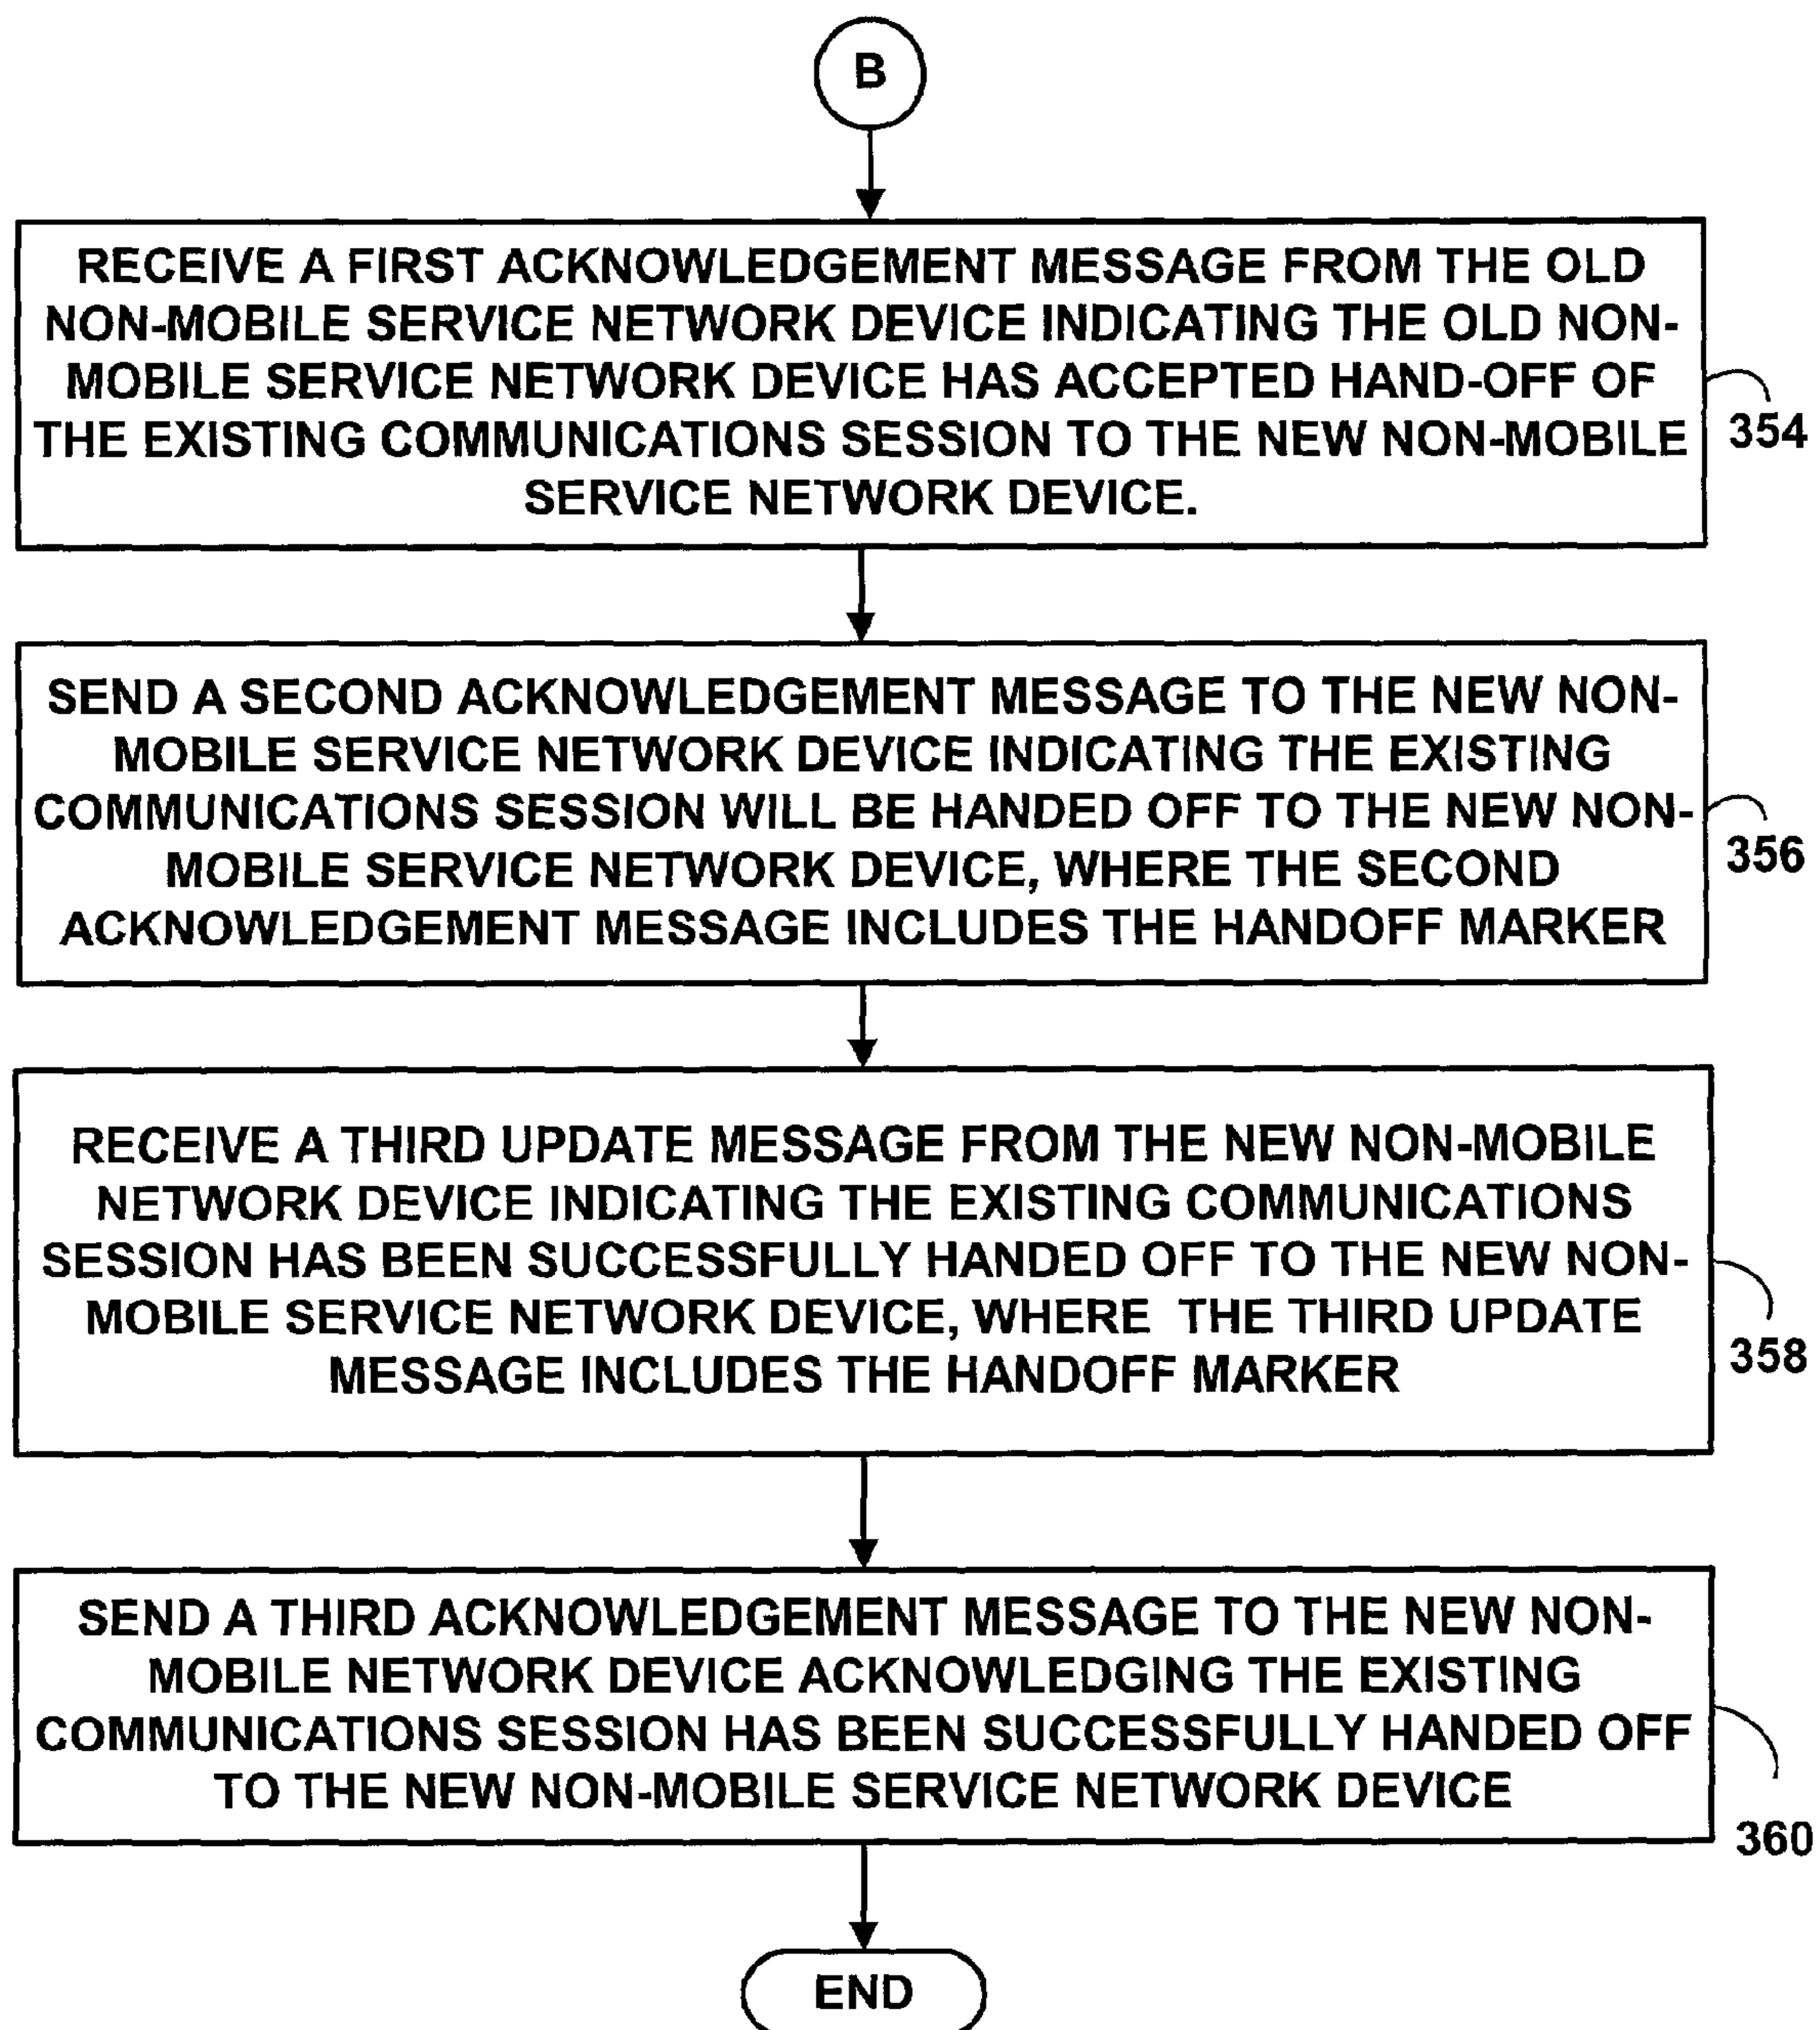 B
RECEIVE A FIRST ACKNOWLEDGEMENT MESSAGE FROM THE OLD
NON-MOBILE SERVICE NETWORK DEVICE INDICATING THE OLD NON-
MOBILE SERVICE NETWORK DEVICE HAS ACCEPTED HAND-OFF OF
THE EXISTING COMMUNICATIONS SESSION TO THE NEW NON-MOBILE
SERVICE NETWORK DEVICE.
354
SEND A SECOND ACKNOWLEDGEMENT MESSAGE TO THE NEW NON-
MOBILE SERVICE NETWORK DEVICE INDICATING THE EXISTING
COMMUNICATIONS SESSION WILL BE HANDED OFF TO THE NEW NON-
MOBILE SERVICE NETWORK DEVICE, WHERE THE SECOND
ACKNOWLEDGEMENT MESSAGE INCLUDES THE HANDOFF MARKER
356
RECEIVE A THIRD UPDATE MESSAGE FROM THE NEW NON-MOBILE
NETWORK DEVICE INDICATING THE EXISTING COMMUNICATIONS
SESSION HAS BEEN SUCCESSFULLY HANDED OFF TO THE NEW NON-
MOBILE SERVICE NETWORK DEVICE, WHERE THE THIRD UPDATE
MESSAGE INCLUDES THE HANDOFF MARKER
358
SEND A THIRD ACKNOWLEDGEMENT MESSAGE TO THE NEW NON-
MOBILE NETWORK DEVICE ACKNOWLEDGING THE EXISTING
COMMUNICATIONS SESSION HAS BEEN SUCCESSFULLY HANDED OFF
TO THE NEW NON-MOBILE SERVICE NETWORK DEVICE
360
END